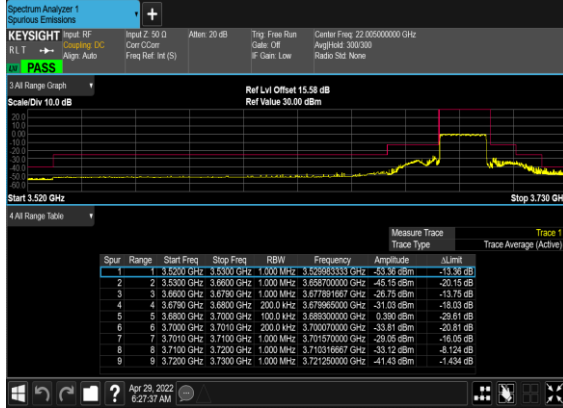 Spectrum Analyzer 1
Spurious Emissions
+
KEYSIGHT Input: RF Input Z: 50 Ω Atten: 20 dB Trig: Free Run Center Freq: 22.005000000 GHz
RLT Coupling: DC Corr CCorr Gate: Off Avg|Hold: 300/300
Align: Auto Freq Ref: Int (S) IF Gain: Low Radio Std: None
PASS
3 All Range Graph
Ref Lvl Offset 15.58 dB
Scale/Div 10.0 dB Ref Value 30.00 dBm
20.0
10.0
0.00
-10.0
-20.0
-30.0
-40.0
-50.0
-60.0
Start 3.520 GHz Stop 3.730 GH
4 All Range Table
Measure Trace Trace 1
Trace Type Trace Average (Active)
Spur Range Start Freq Stop Freq RBW Frequency Amplitude ΔLimit
1 1 3.5200 GHz 3.5300 GHz 1.000 MHz 3.529983333 GHz -53.36 dBm -13.36 dB
2 2 3.5300 GHz 3.6600 GHz 1.000 MHz 3.658700000 GHz -45.15 dBm -20.15 dB
3 3 3.6600 GHz 3.6790 GHz 1.000 MHz 3.677891667 GHz -26.75 dBm -13.75 dB
4 4 3.6790 GHz 3.6800 GHz 200.0 kHz 3.679965000 GHz -31.03 dBm -18.03 dB
5 5 3.6800 GHz 3.7000 GHz 100.0 kHz 3.689300000 GHz 0.390 dBm -29.61 dB
6 6 3.7000 GHz 3.7010 GHz 200.0 kHz 3.700070000 GHz -33.81 dBm -20.81 dB
7 7 3.7010 GHz 3.7100 GHz 1.000 MHz 3.701570000 GHz -29.05 dBm -16.05 dB
8 8 3.7100 GHz 3.7200 GHz 1.000 MHz 3.710316667 GHz -33.12 dBm -8.124 dB
9 9 3.7200 GHz 3.7300 GHz 1.000 MHz 3.721250000 GHz -41.43 dBm -1.434 dB
? Apr 29, 2022
6:27:37 AM